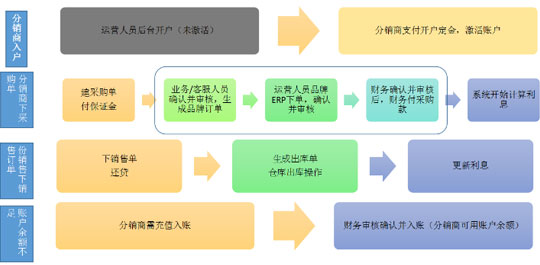 分销商入户
运营人员后台开户（未激活）
分销商支付开户定金，激活账户
分销商下采
购单
建采购单
付保证金
业务/客服人员
确认并审核，生
成品牌订单
运营人员品牌
ERP下单，确认
并审核
财务确认并审核
后，财务付采购
款
系统开始计算利
息
份销售下销
售订单
下销售单
还贷
生成出库单
仓库出库操作
更新利息
账户余额不
足
分销商需充值入账
财务审核确认并入账（分销商可用账户余额）